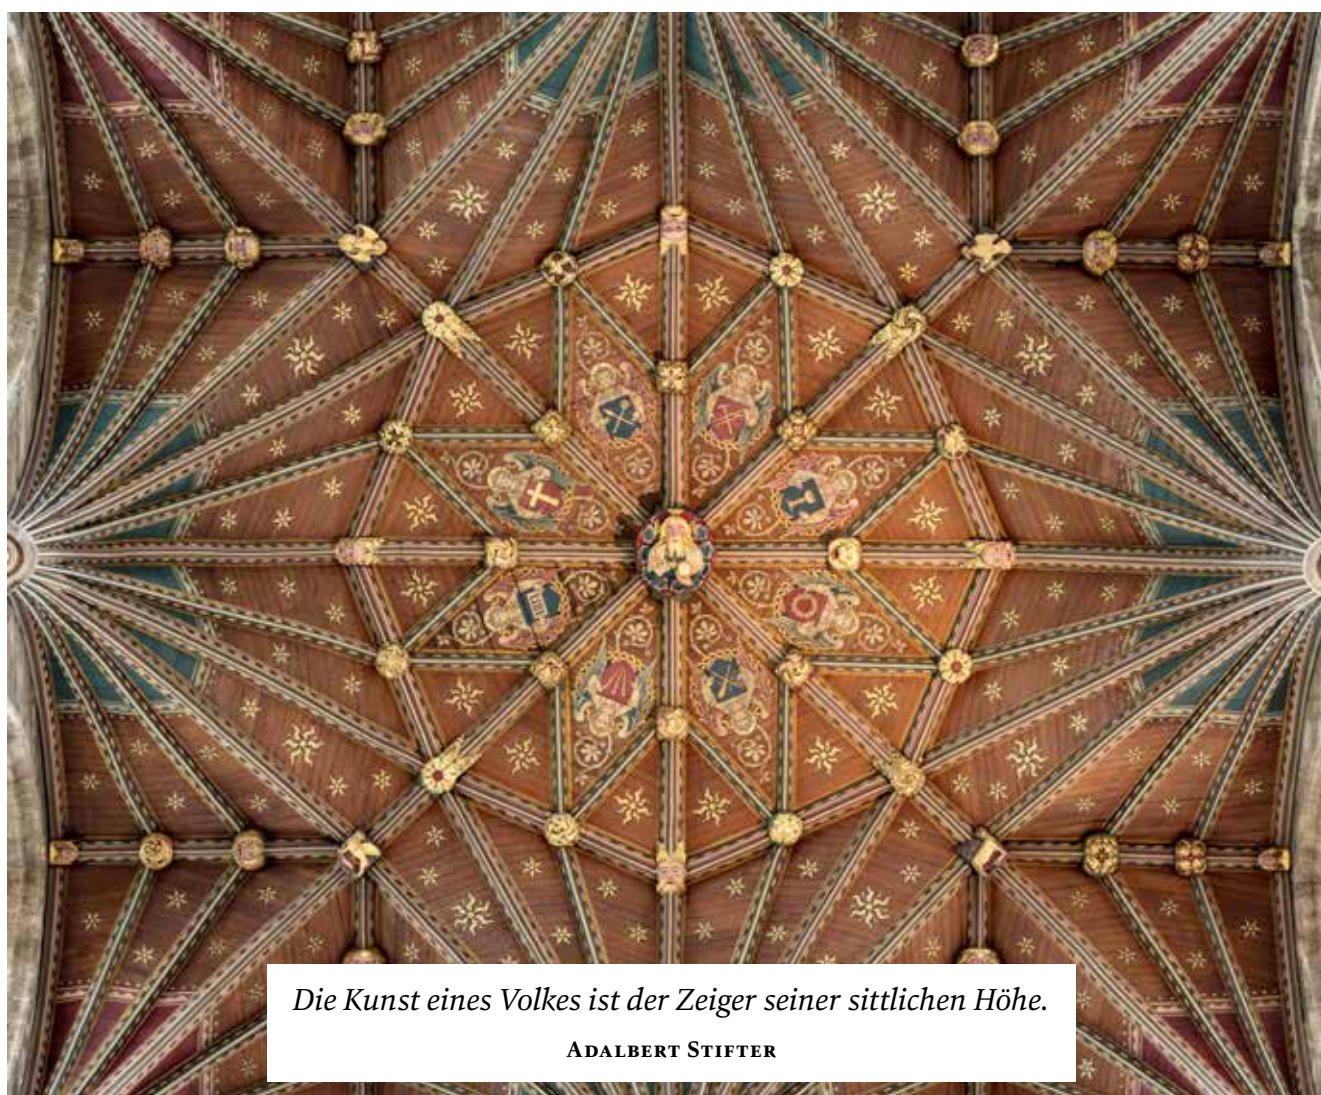 Die Kunst eines Volkes ist der Zeiger seiner sittlichen Höhe.
Adalbert Stifter